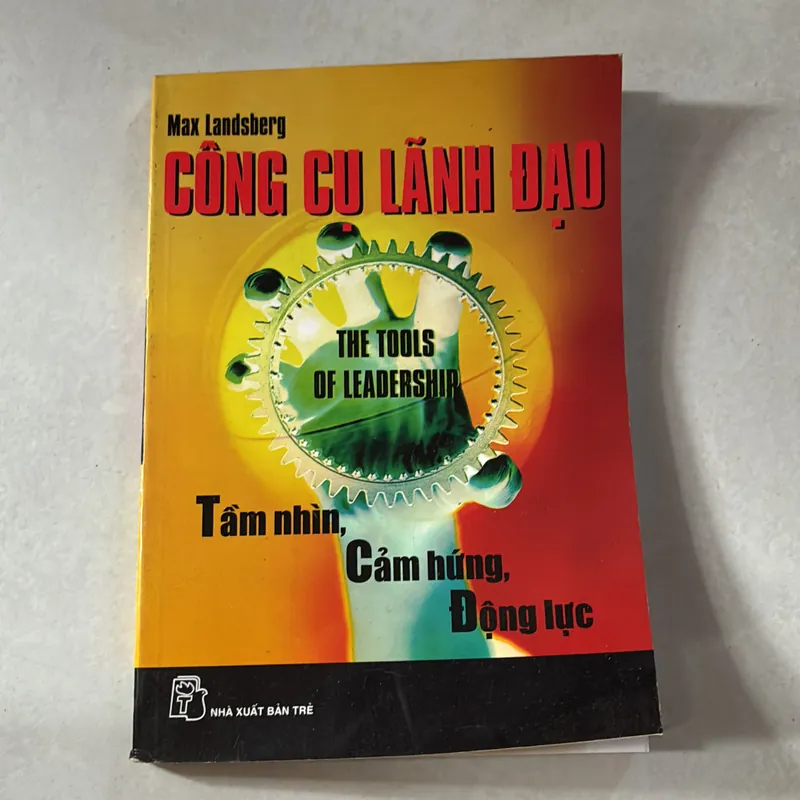 Max Landsberg
CÔNG CỤ LÃNH ĐẠO
THE TOOLS
OF LEADERSHIP
Tầm nhìn,
Cảm hứng,
Động lực
T
NHÀ XUẤT BẢN TRẺ